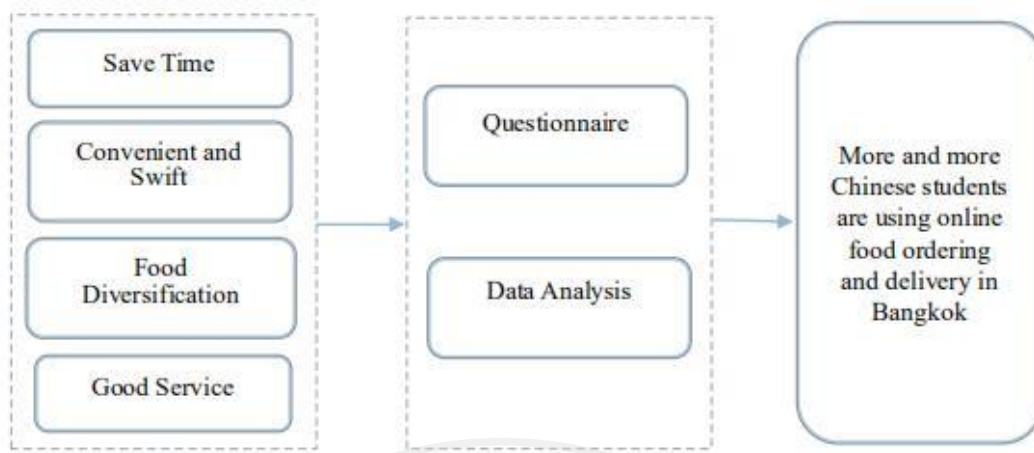 Save Time
Convenient and
Swift
Food
Diversification
Good Service
Questionnaire
Data Analysis
More and more
Chinese students
are using online
food ordering
and delivery in
Bangkok